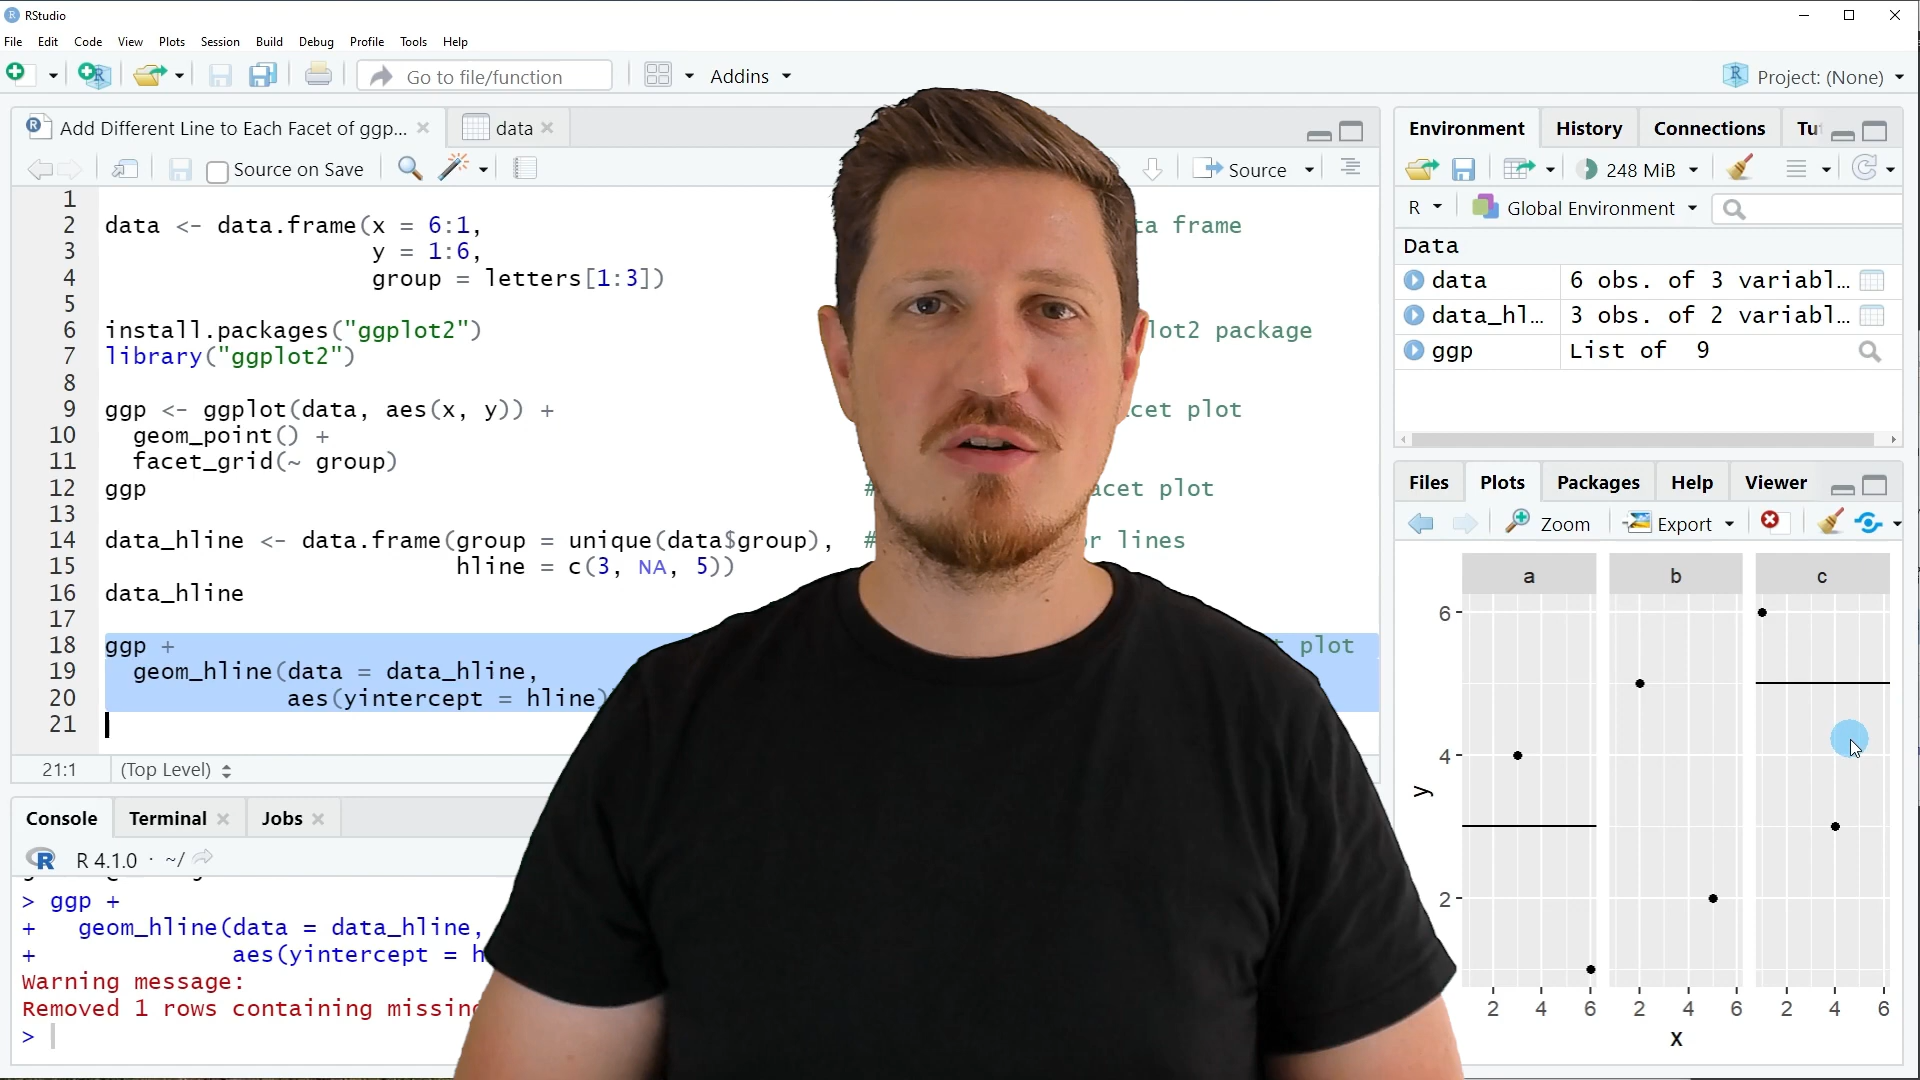 RStudio
File Edit Code View Plots Session Build Debug Profile Tools Help
Go to file/function
Addins
Project: (None)
Add Different Line to Each Facet of ggp...
data
Source on Save
Source
1
2 data <- data.frame(x = 6:1, ta frame
3 y = 1:6,
4 group = letters[1:3])
5
6 install.packages("ggplot2") lot2 package
7 library("ggplot2")
8
9 ggp <- ggplot(data, aes(x, y)) + cet plot
10 geom_point() +
11 facet_grid(~ group)
12 ggp # acet plot
13
14 data_hline <- data.frame(group = unique(data$group), # or lines
15 hline = c(3, NA, 5))
16 data_hline
17
18 ggp + t plot
19 geom_hline(data = data_hline,
20 aes(yintercept = hline)
21
21:1 (Top Level)
Console Terminal Jobs
R 4.1.0 · ~/
> ggp +
+ geom_hline(data = data_hline,
+ aes(yintercept = h
Warning message:
Removed 1 rows containing missing
>
Environment History Connections Tu
248 MiB
R Global Environment
Data
data 6 obs. of 3 variabl...
data_hl... 3 obs. of 2 variabl...
ggp List of 9
Files Plots Packages Help Viewer
Zoom Export
a b c
6
4
2
y
2 4 6 2 4 6 2 4 6
x